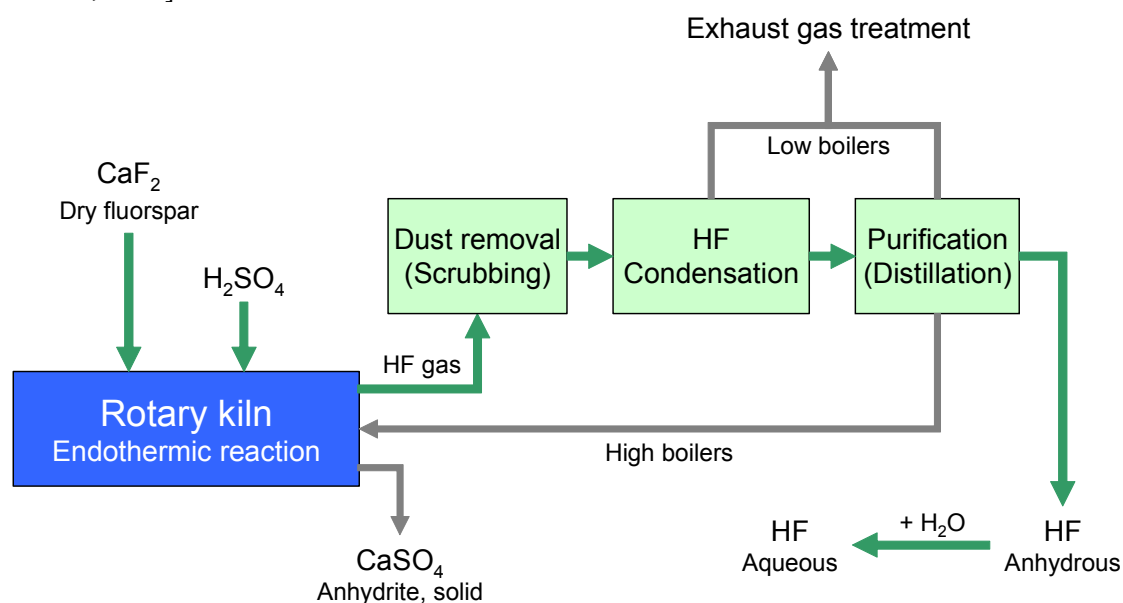 Exhaust gas treatment
Low boilers
CaF₂
Dry fluorspar
H₂SO₄
Dust removal
(Scrubbing)
HF
Condensation
Purification
(Distillation)
HF gas
Rotary kiln
Endothermic reaction
High boilers
CaSO₄
Anhydrite, solid
HF
Aqueous
+ H₂O
HF
Anhydrous